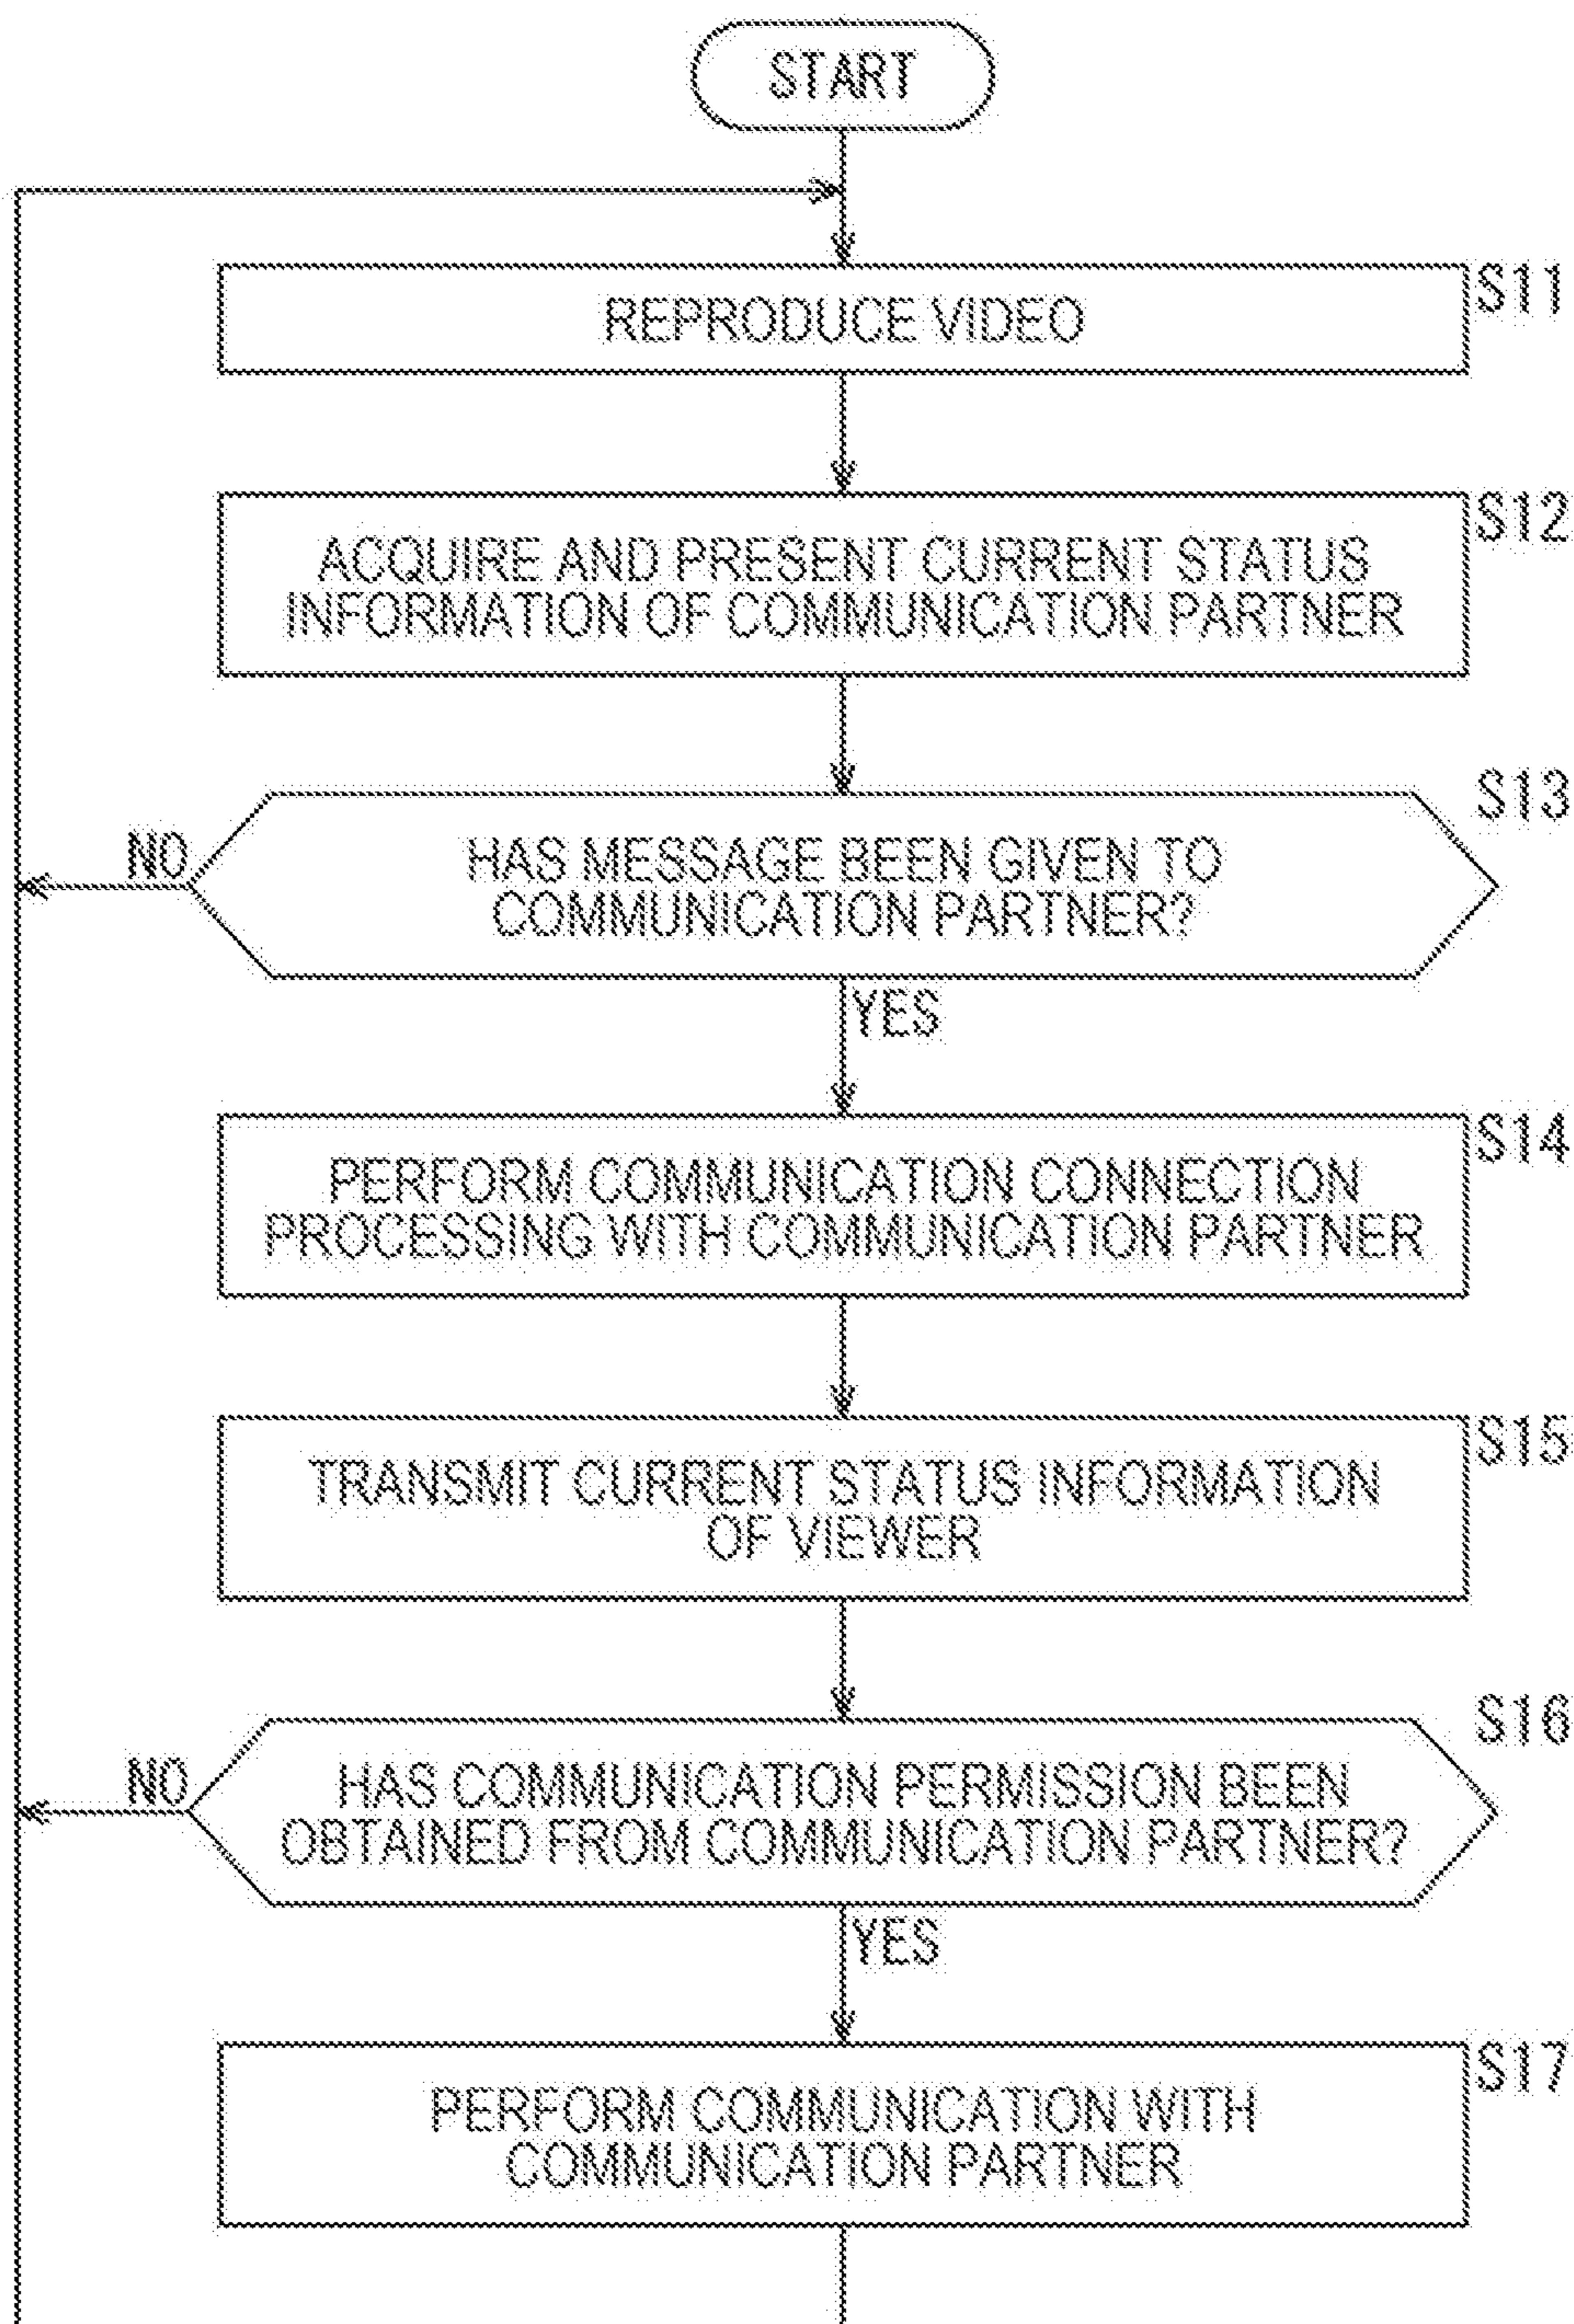 START
S11
REPRODUCE VIDEO
S12
ACQUIRE AND PRESENT CURRENT STATUS
INFORMATION OF COMMUNICATION PARTNER
S13
NO
HAS MESSAGE BEEN GIVEN TO
COMMUNICATION PARTNER?
YES
S14
PERFORM COMMUNICATION CONNECTION
PROCESSING WITH COMMUNICATION PARTNER
S15
TRANSMIT CURRENT STATUS INFORMATION
OF VIEWER
S16
NO
HAS COMMUNICATION PERMISSION BEEN
OBTAINED FROM COMMUNICATION PARTNER?
YES
S17
PERFORM COMMUNICATION WITH
COMMUNICATION PARTNER